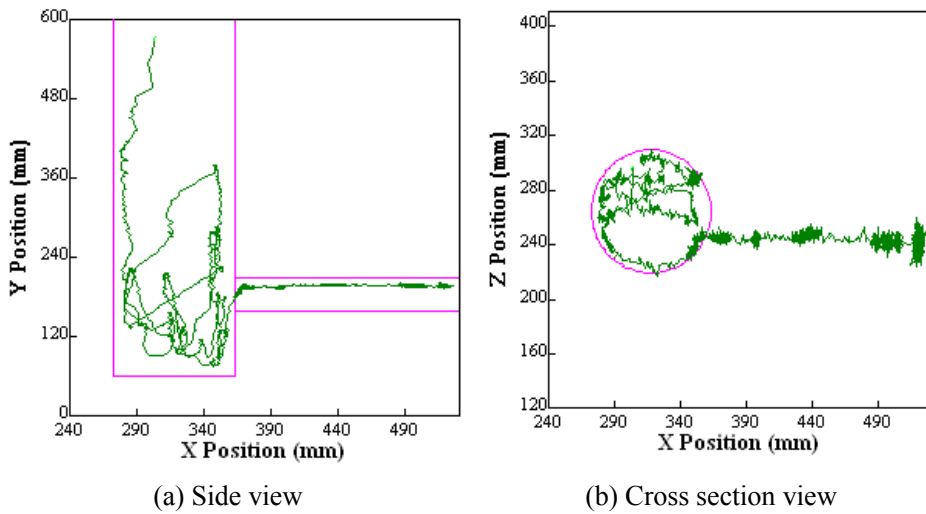 600
480
360
240
120
0
240 290 340 390 440 490
Y Position (mm)
X Position (mm)
(a) Side view
400
360
320
280
240
200
160
120
240 290 340 390 440 490
Z Position (mm)
X Position (mm)
(b) Cross section view